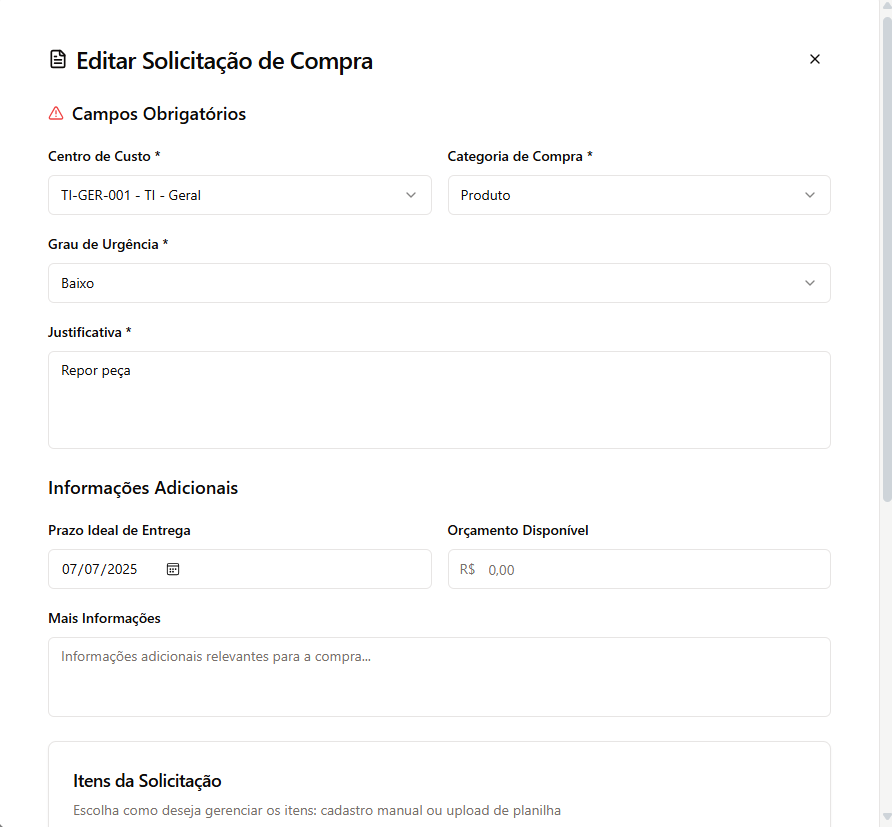 Editar Solicitação de Compra
Campos Obrigatórios
Centro de Custo *
Categoria de Compra *
TI-GER-001 - TI - Geral
Produto
Grau de Urgência *
Baixo
Justificativa *
Repor peça
Informações Adicionais
Prazo Ideal de Entrega
Orçamento Disponível
07/07/2025
R$ 0,00
Mais Informações
Informações adicionais relevantes para a compra...
Itens da Solicitação
Escolha como deseja gerenciar os itens: cadastro manual ou upload de planilha